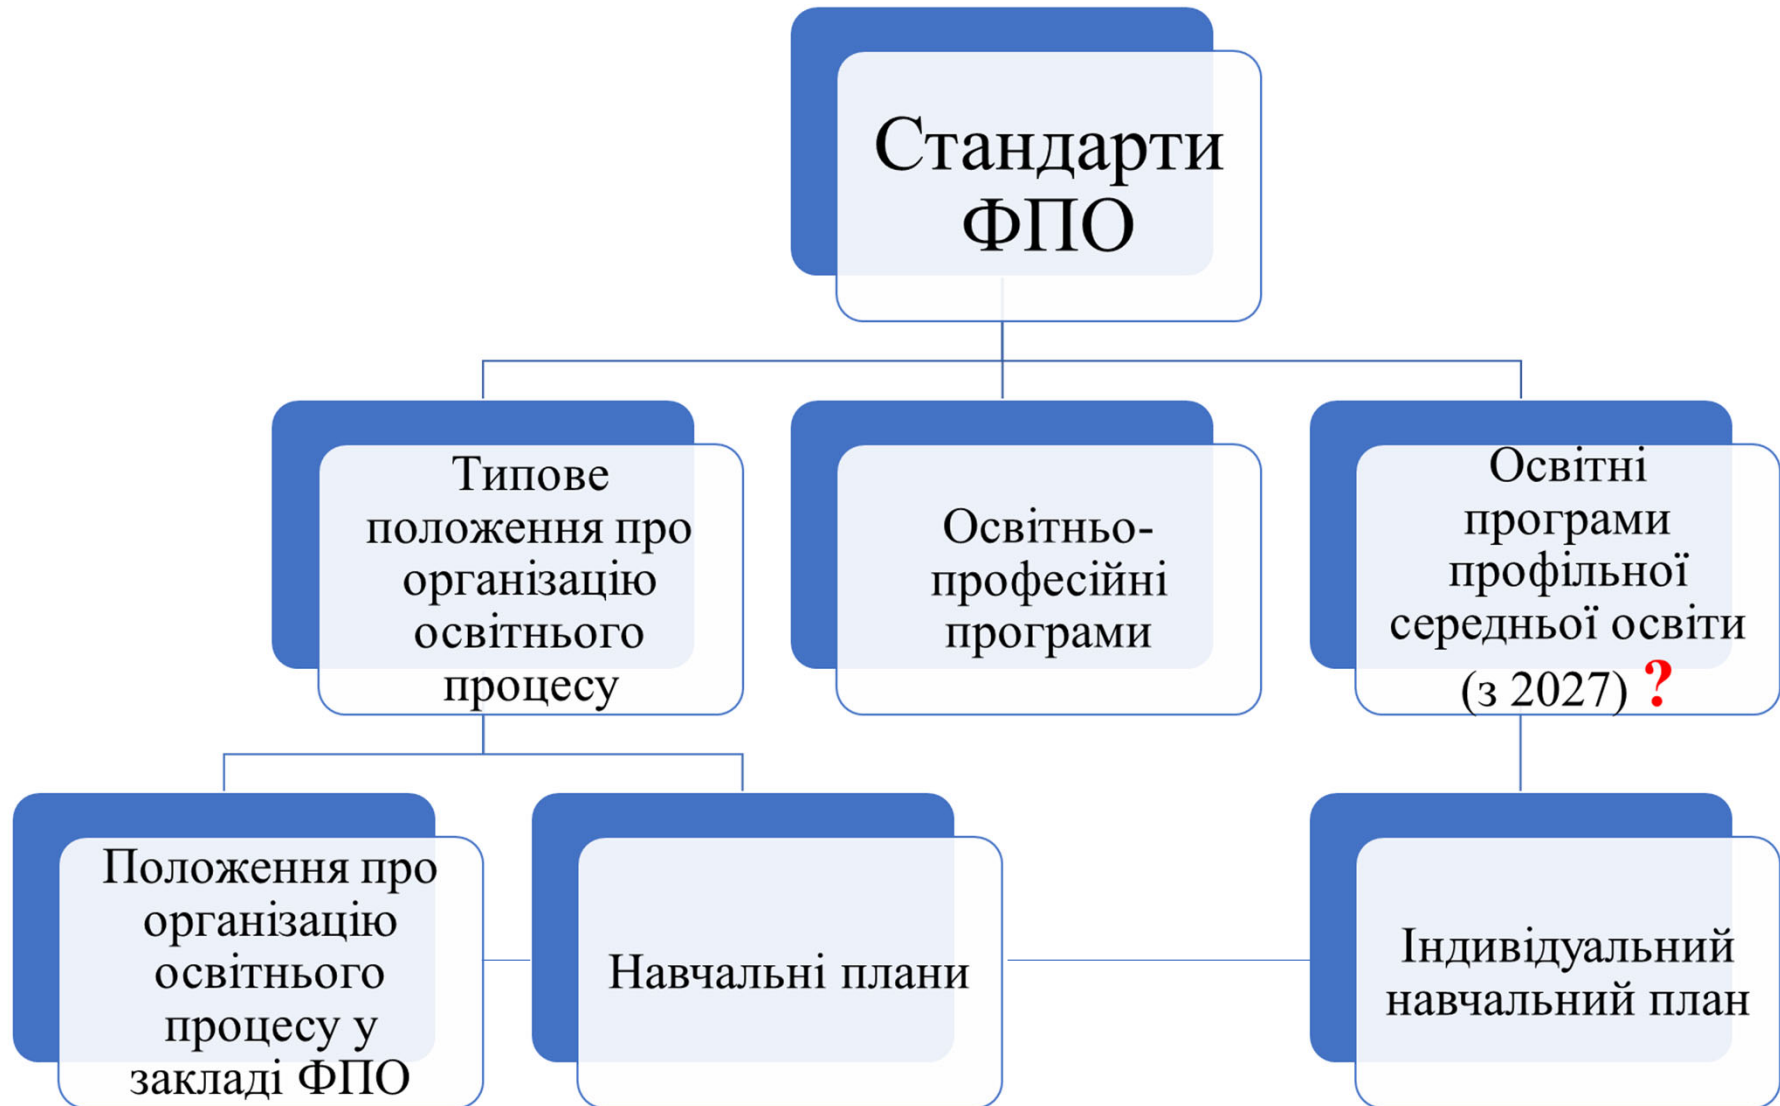 Стандарти
ФПО
Типове
положення про
організацію
освітнього
процесу
Освітньо-
професійні
програми
Освітні
програми
профільної
середньої освіти
(з 2027) ?
Положення про
організацію
освітнього
процесу у
закладі ФПО
Навчальні плани
Індивідуальний
навчальний план